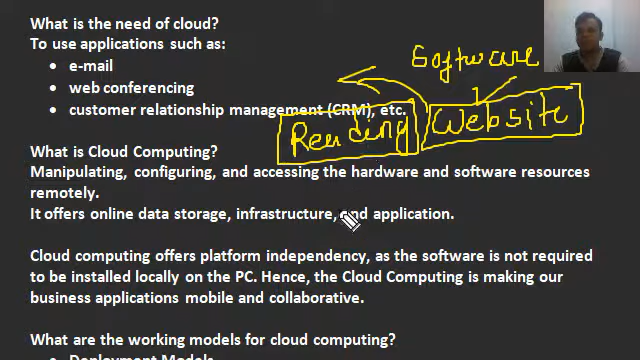 What is the need of cloud?
To use applications such as:
• e-mail
• web conferencing
• customer relationship management (CRM), etc.
Software
Reading
Website
What is Cloud Computing?
Manipulating, configuring, and accessing the hardware and software resources
remotely.
It offers online data storage, infrastructure, and application.
Cloud computing offers platform independency, as the software is not required
to be installed locally on the PC. Hence, the Cloud Computing is making our
business applications mobile and collaborative.
What are the working models for cloud computing?
• Deployment Models